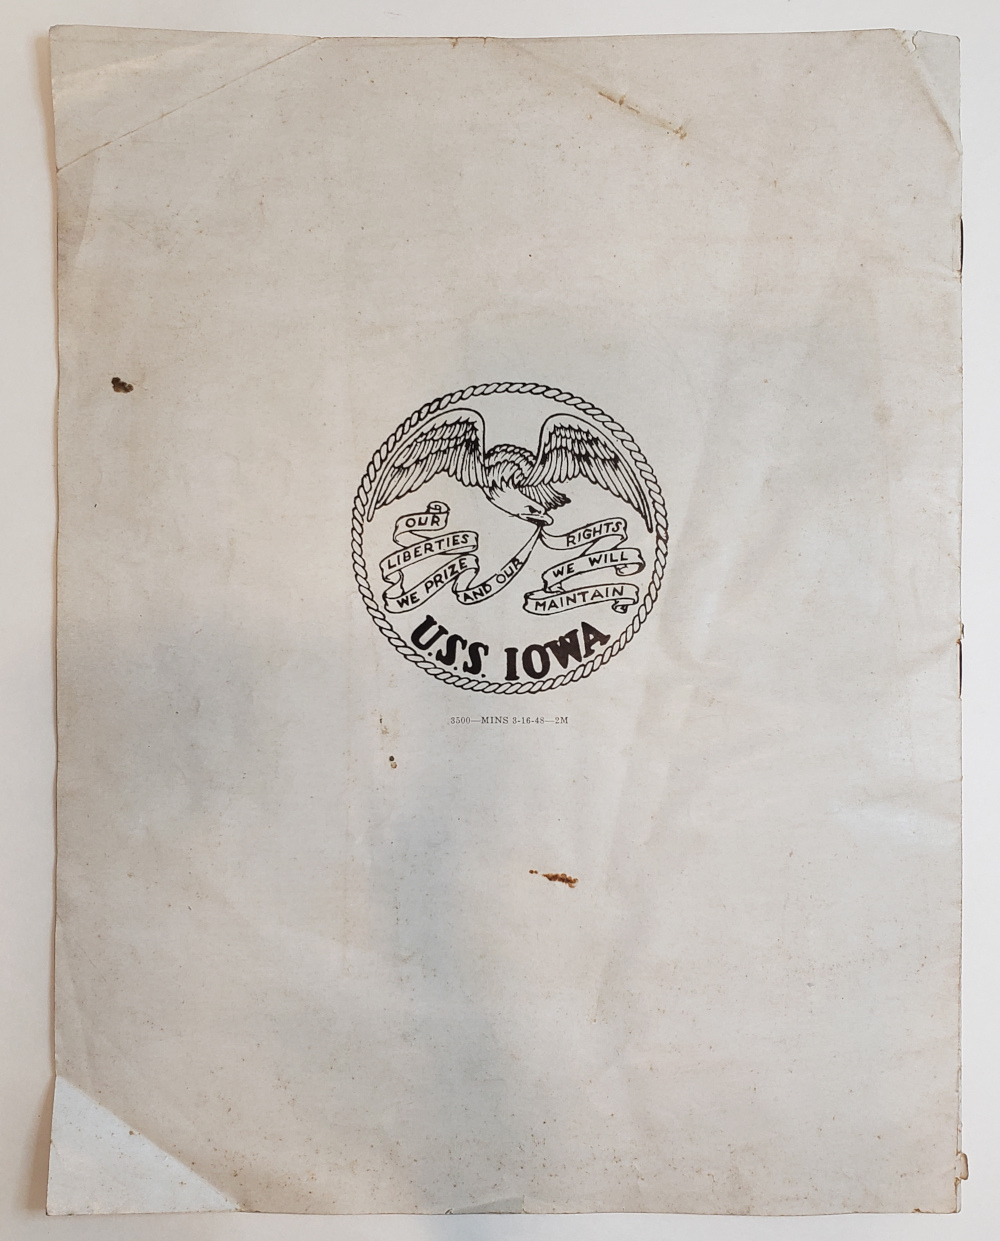 OUR
LIBERTIES
WE PRIZE
AND OUR
RIGHTS
WE WILL
MAINTAIN
U.S.S. IOWA
3500—MINS 3-16-48—2M